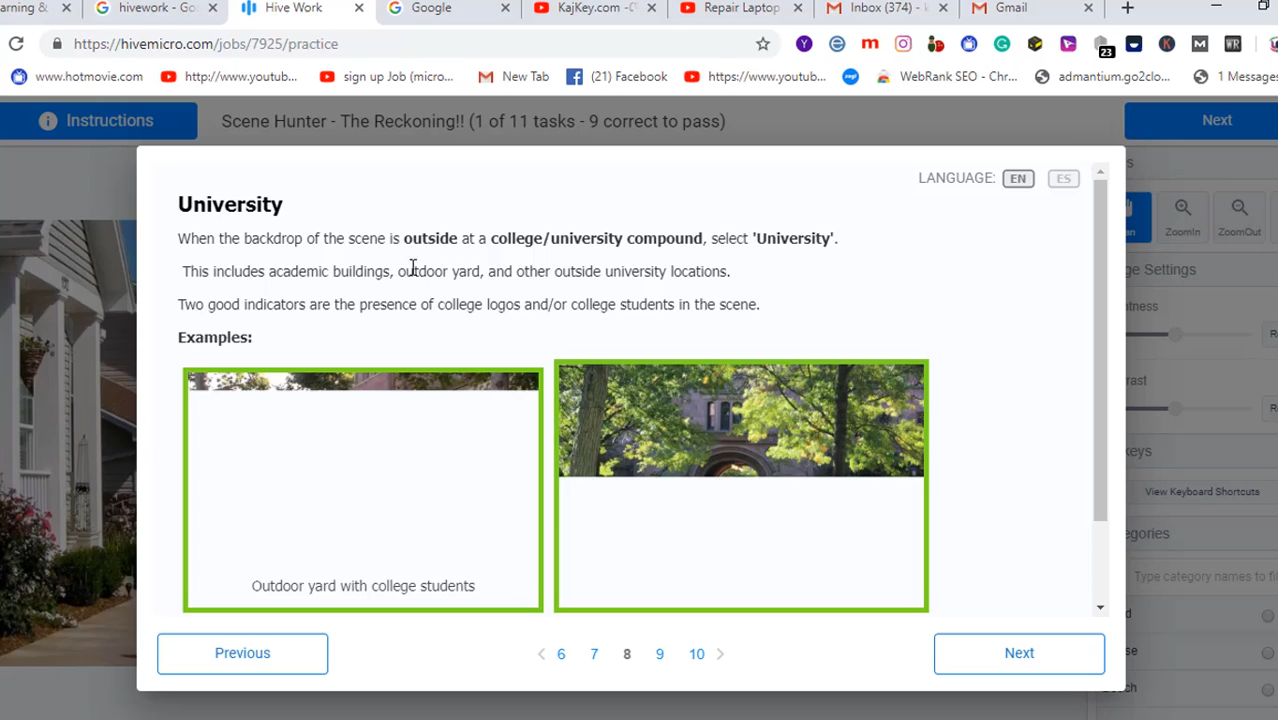 arning &
hivework - Go
Hive Work
Google
KajKey.com -C
Repair Laptop
Inbox (374) -
Gmail
https://hivemicro.com/jobs/7925/practice
23
www.hotmovie.com
http://www.youtub...
sign up Job (micro...
New Tab
(21) Facebook
https://www.youtub...
WebRank SEO - Chr...
admantium.go2clo...
1 Messages
Instructions
Scene Hunter - The Reckoning!! (1 of 11 tasks - 9 correct to pass)
Next
LANGUAGE: EN ES
University
When the backdrop of the scene is outside at a college/university compound, select 'University'.
This includes academic buildings, outdoor yard, and other outside university locations.
Two good indicators are the presence of college logos and/or college students in the scene.
Examples:
Outdoor yard with college students
Previous
6 7 8 9 10
Next
ZoomIn
ZoomOut
ge Settings
ntness
rast
keys
View Keyboard Shortcuts
egories
Type category names to fi